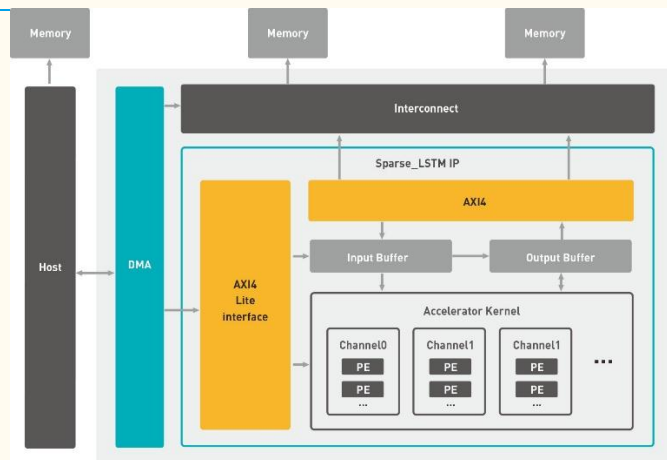 Memory
Memory
Memory
Interconnect
Sparse_LSTM IP
AXI4
Host
DMA
AXI4
Lite
interface
Input Buffer
Output Buffer
Accelerator Kernel
Channel0
Channel1
Channel1
PE
PE
PE
PE
PE
PE
...
...
...
...